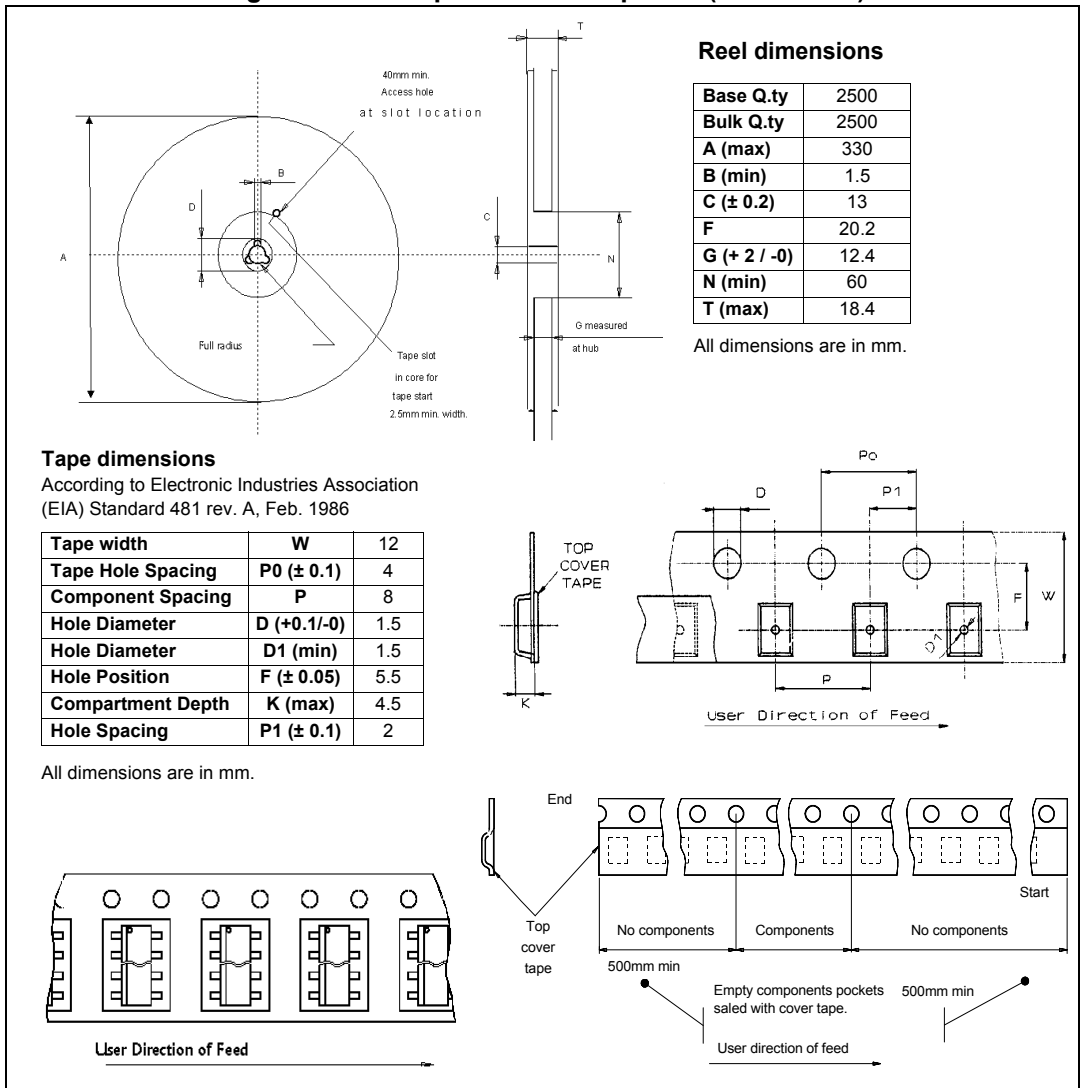 T
Reel dimensions
40mm min.
Access hole
at slot location
Base Q.ty 2500
Bulk Q.ty 2500
A (max) 330
B (min) 1.5
C (± 0.2) 13
F 20.2
G (+ 2 / -0) 12.4
N (min) 60
T (max) 18.4
All dimensions are in mm.
B
D
C
A
N
G measured
at hub
Full radius
Tape slot
in core for
tape start
2.5mm min. width.
Tape dimensions
According to Electronic Industries Association
(EIA) Standard 481 rev. A, Feb. 1986
Tape width W 12
Tape Hole Spacing P0 (± 0.1) 4
Component Spacing P 8
Hole Diameter D (+0.1/-0) 1.5
Hole Diameter D1 (min) 1.5
Hole Position F (± 0.05) 5.5
Compartment Depth K (max) 4.5
Hole Spacing P1 (± 0.1) 2
All dimensions are in mm.
TOP
COVER
TAPE
K
Po
D
P1
F
W
D1
P
User Direction of Feed
End
Start
Top
cover
tape
No components
Components
No components
500mm min
Empty components pockets
saled with cover tape.
500mm min
User direction of feed
User Direction of Feed